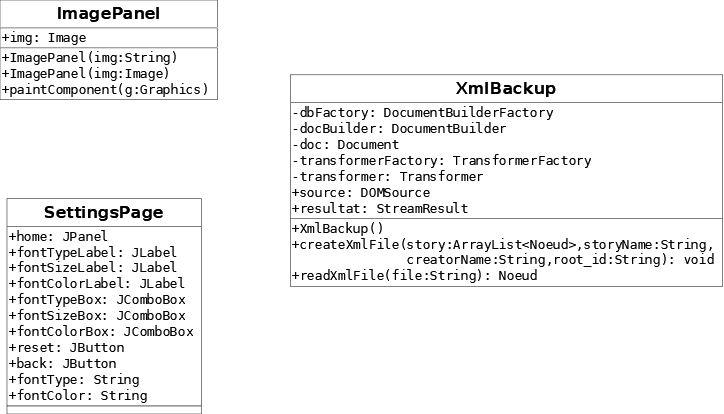 ImagePanel
+img: Image
+ImagePanel(img:String)
+ImagePanel(img:Image)
+paintComponent(g:Graphics)
XmlBackup
-dbFactory: DocumentBuilderFactory
-docBuilder: DocumentBuilder
-doc: Document
-transformerFactory: TransformerFactory
-transformer: Transformer
+source: DOMSource
+resultat: StreamResult
+XmlBackup()
+createXmlFile(story:ArrayList<Noeud>,storyName:String,
creatorName:String,root_id:String): void
+readXmlFile(file:String): Noeud
SettingsPage
+home: JPanel
+fontTypeLabel: JLabel
+fontSizeLabel: JLabel
+fontColorLabel: JLabel
+fontTypeBox: JComboBox
+fontSizeBox: JComboBox
+fontColorBox: JComboBox
+reset: JButton
+back: JButton
+fontType: String
+fontColor: String